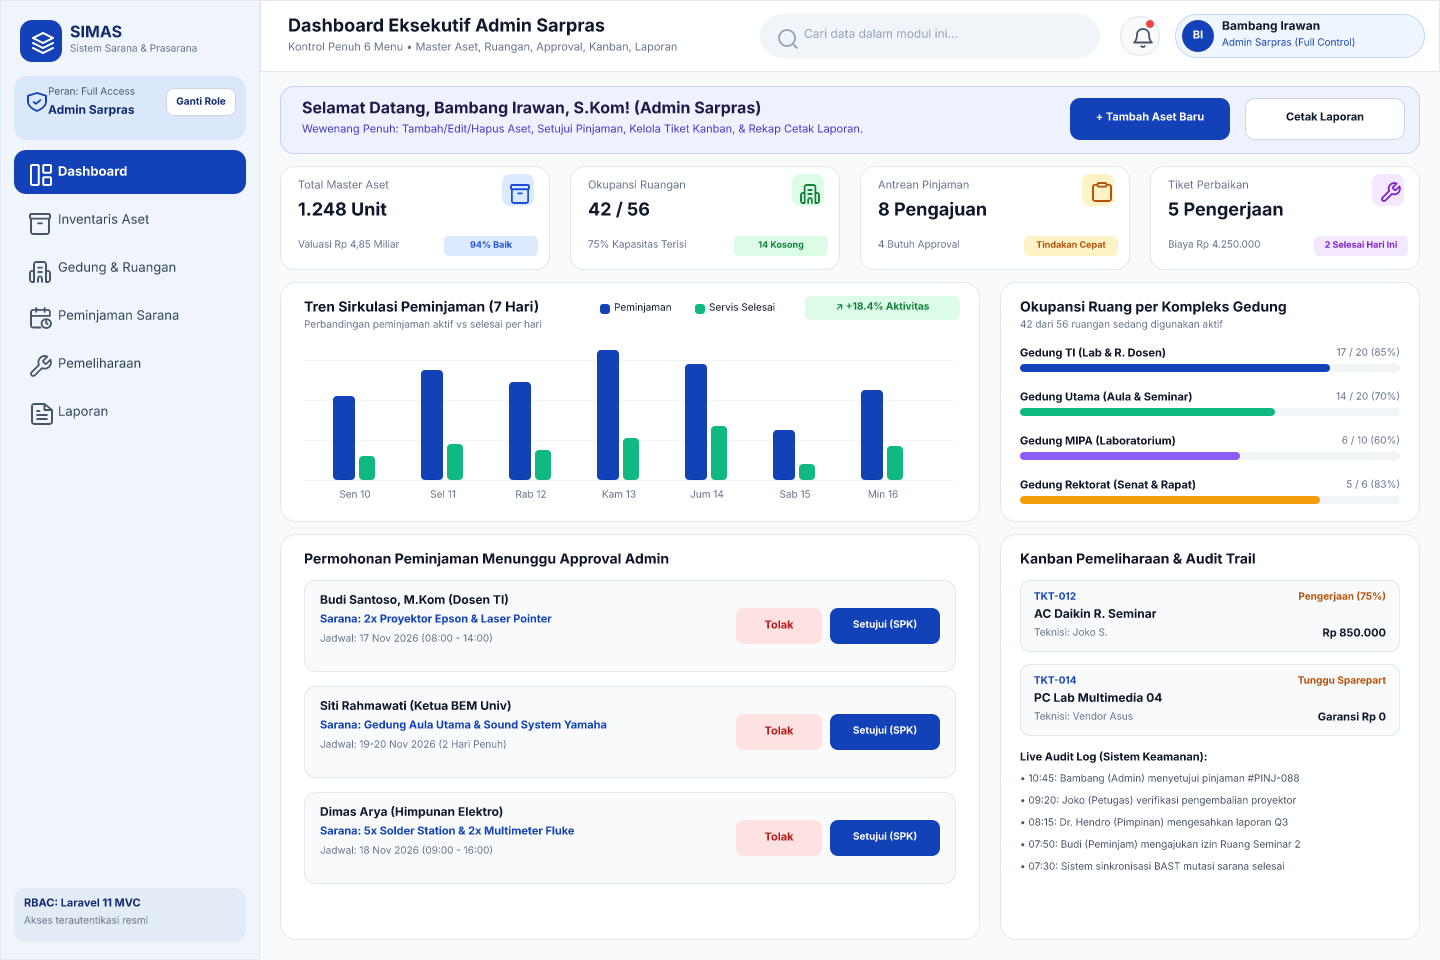 SIMAS
Sistem Sarana & Prasarana
Peran: Full Access
Admin Sarpras
Ganti Role
Dashboard
Inventaris Aset
Gedung & Ruangan
Peminjaman Sarana
Pemeliharaan
Laporan
RBAC: Laravel 11 MVC
Akses terautentikasi resmi
Dashboard Eksekutif Admin Sarpras
Kontrol Penuh 6 Menu • Master Aset, Ruangan, Approval, Kanban, Laporan
Cari data dalam modul ini...
BI
Bambang Irawan
Admin Sarpras (Full Control)
Selamat Datang, Bambang Irawan, S.Kom! (Admin Sarpras)
Wewenang Penuh: Tambah/Edit/Hapus Aset, Setujui Pinjaman, Kelola Tiket Kanban, & Rekap Cetak Laporan.
+ Tambah Aset Baru
Cetak Laporan
Total Master Aset
1.248 Unit
Valuasi Rp 4,85 Miliar
94% Baik
Okupansi Ruangan
42 / 56
75% Kapasitas Terisi
14 Kosong
Antrean Pinjaman
8 Pengajuan
4 Butuh Approval
Tindakan Cepat
Tiket Perbaikan
5 Pengerjaan
Biaya Rp 4.250.000
2 Selesai Hari Ini
Tren Sirkulasi Peminjaman (7 Hari)
Perbandingan peminjaman aktif vs selesai per hari
Peminjaman
Servis Selesai
↗ +18.4% Aktivitas
Sen 10
Sel 11
Rab 12
Kam 13
Jum 14
Sab 15
Min 16
Okupansi Ruang per Kompleks Gedung
42 dari 56 ruangan sedang digunakan aktif
Gedung TI (Lab & R. Dosen)
17 / 20 (85%)
Gedung Utama (Aula & Seminar)
14 / 20 (70%)
Gedung MIPA (Laboratorium)
6 / 10 (60%)
Gedung Rektorat (Senat & Rapat)
5 / 6 (83%)
Permohonan Peminjaman Menunggu Approval Admin
Budi Santoso, M.Kom (Dosen TI)
Sarana: 2x Proyektor Epson & Laser Pointer
Jadwal: 17 Nov 2026 (08:00 - 14:00)
Tolak
Setujui (SPK)
Siti Rahmawati (Ketua BEM Univ)
Sarana: Gedung Aula Utama & Sound System Yamaha
Jadwal: 19-20 Nov 2026 (2 Hari Penuh)
Tolak
Setujui (SPK)
Dimas Arya (Himpunan Elektro)
Sarana: 5x Solder Station & 2x Multimeter Fluke
Jadwal: 18 Nov 2026 (09:00 - 16:00)
Tolak
Setujui (SPK)
Kanban Pemeliharaan & Audit Trail
TKT-012
Pengerjaan (75%)
AC Daikin R. Seminar
Teknisi: Joko S.
Rp 850.000
TKT-014
Tunggu Sparepart
PC Lab Multimedia 04
Teknisi: Vendor Asus
Garansi Rp 0
Live Audit Log (Sistem Keamanan):
• 10:45: Bambang (Admin) menyetujui pinjaman #PINJ-088
• 09:20: Joko (Petugas) verifikasi pengembalian proyektor
• 08:15: Dr. Hendro (Pimpinan) mengesahkan laporan Q3
• 07:50: Budi (Peminjam) mengajukan izin Ruang Seminar 2
• 07:30: Sistem sinkronisasi BAST mutasi sarana selesai